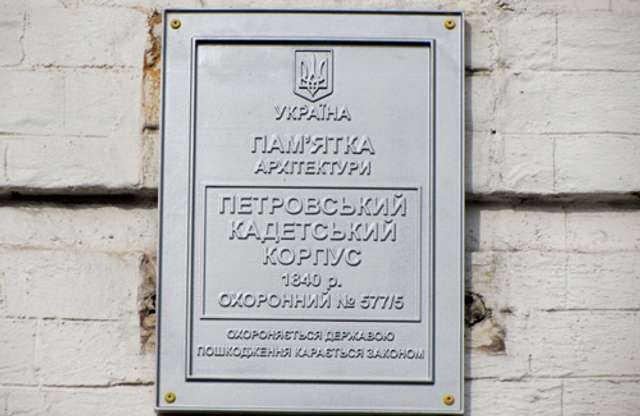 УКРАЇНА
ПАМ'ЯТКА
АРХІТЕКТУРИ
ПЕТРОВСЬКИЙ
КАДЕТСЬКИЙ
КОРПУС
1840 р.
ОХОРОННИЙ № 577/5
ОХОРОНЯЄТЬСЯ ДЕРЖАВОЮ
ПОШКОДЖЕННЯ КАРАЄТЬСЯ ЗАКОНОМ